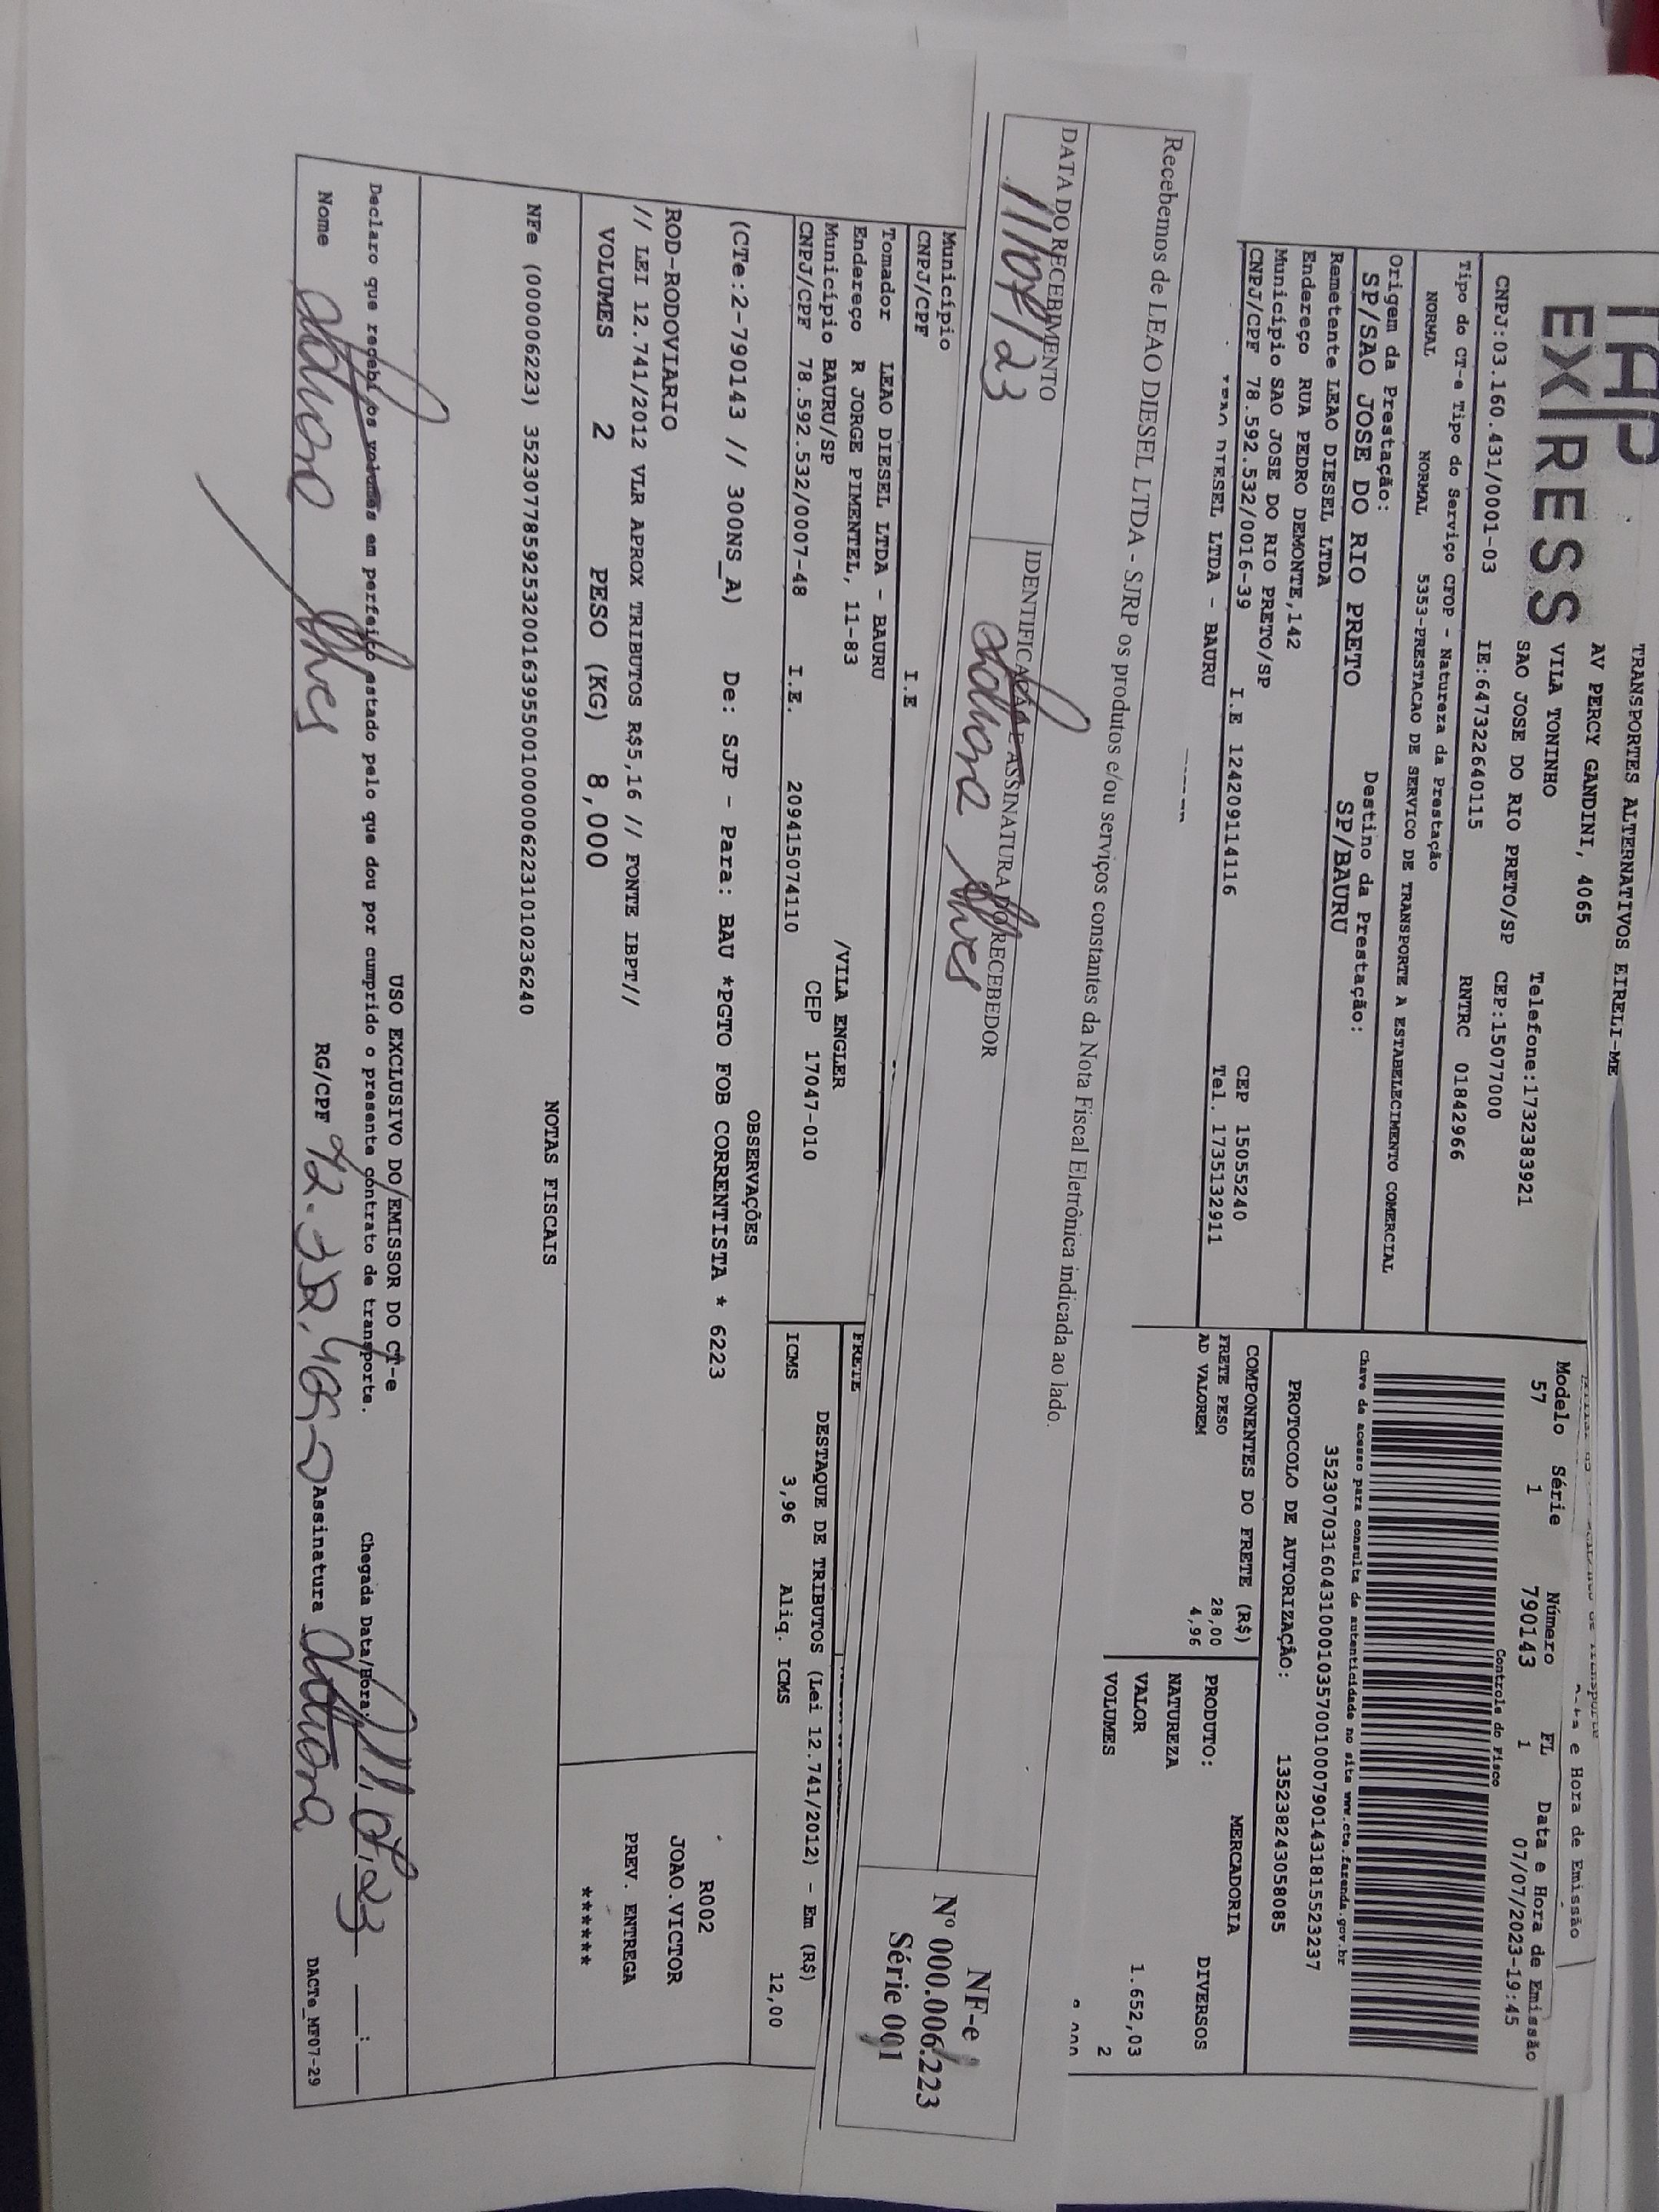 TAP
EXPRESS
TRANSPORTES ALTERNATIVOS EIRELI-ME
AV PERCY GANDINI, 4065
VILA TONINHO
SAO JOSE DO RIO PRETO/SP
Telefone:1732383921
CEP:15077000
CNPJ:03.160.431/0001-03 IE:647322640115 RNTRC 01842966
e Hora de Emissão
Modelo Série Número FL Data e Hora de Emissão
57 1 790143 1 07/07/2023-19:45
Controle do Fisco
Tipo do CT-e Tipo do Serviço CFOP - Natureza da Prestação
NORMAL NORMAL 5353-PRESTACAO DE SERVICO DE TRANSPORTE A ESTABELECIMENTO COMERCIAL
Chave de acesso para consulta de autenticidade no site www.cte.fazenda.gov.br
35230703160431000103570010007901431815523237
Origem da Prestação: Destino da Prestação:
SP/SAO JOSE DO RIO PRETO SP/BAURU
PROTOCOLO DE AUTORIZAÇÃO: 135238243058085
Remetente LEAO DIESEL LTDA
Endereço RUA PEDRO DEMONTE,142
Municipio SAO JOSE DO RIO PRETO/SP CEP 15055240
CNPJ/CPF 78.592.532/0016-39 I.E 124209114116 Tel. 1735132911
DIESEL LTDA - BAURU
COMPONENTES DO FRETE (R$)
FRETE PESO 28,00
AD VALOREM 4,96
MERCADORIA
PRODUTO: DIVERSOS
NATUREZA
VALOR 1.652,03
VOLUMES 2
Recebemos de LEAO DIESEL LTDA - SJRP os produtos e/ou serviços constantes da Nota Fiscal Eletrônica indicada ao lado.
DATA DO RECEBIMENTO IDENTIFICAÇÃO E ASSINATURA DO RECEBEDOR
11/07/23
NF-e
Nº 000.006.223
Série 001
Município
CNPJ/CPF I.E
Tomador LEAO DIESEL LTDA - BAURU
Endereço R JORGE PIMENTEL, 11-83 /VILA ENGLER
Município BAURU/SP CEP 17047-010
CNPJ/CPF 78.592.532/0007-48 I.E. 209415074110
FRETE
DESTAQUE DE TRIBUTOS (Lei 12.741/2012) - Em (R$)
ICMS 3,96 Aliq. ICMS 12,00
OBSERVAÇÕES
(CTe:2-790143 // 300NS_A) De: SJP - Para: BAU *PGTO FOB CORRENTISTA * 6223
ROD-RODOVIARIO
// LEI 12.741/2012 VLR APROX TRIBUTOS R$5,16 // FONTE IBPT//
VOLUMES 2 PESO (KG) 8,000
R002
JOAO.VICTOR
PREV. ENTREGA
******
NOTAS FISCAIS
NFe (000006223) 35230778592532001639550010000062231010236240
USO EXCLUSIVO DO EMISSOR DO CT-e
Declaro que recebi os volumes em perfeito estado pelo que dou por cumprido o presente contrato de transporte. Chegada Data/Hora: 11 07 23 :
Nome RG/CPF Assinatura
DACTe_MF07-29